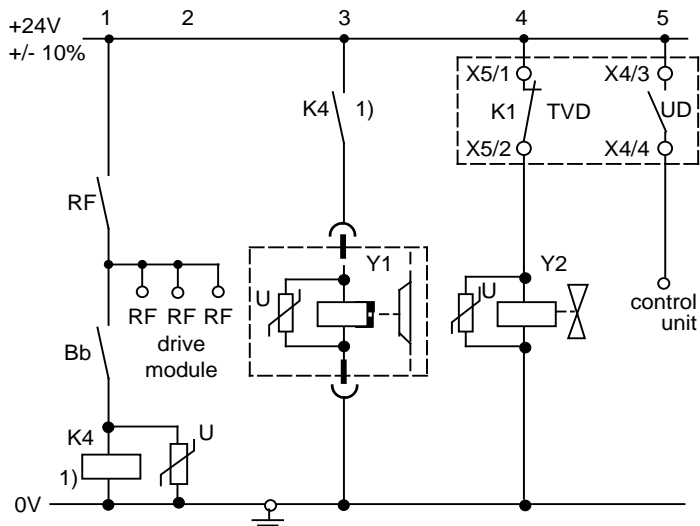 1 2 3 4 5
+24V
+/- 10%
X5/1 X4/3
K4 1) K1 TVD UD
X5/2 X4/4
RF
Y1 Y2
U U
RF RF RF
drive
module
control
unit
Bb
K4 U
1)
0V